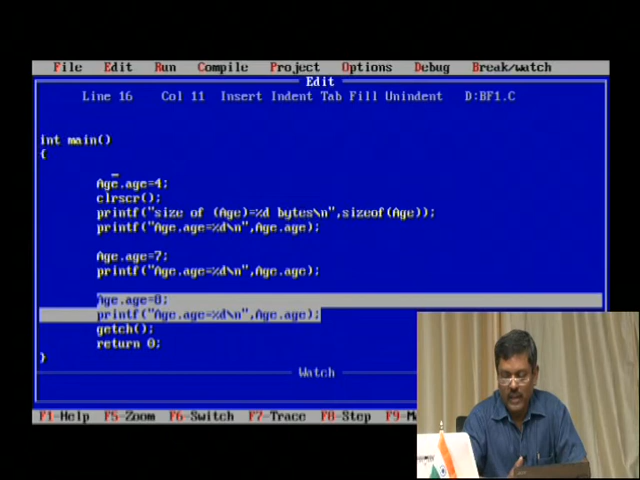 File Edit Run Compile Project Options Debug Break/watch
Edit
Line 16 Col 11 Insert Indent Tab Fill Unindent D:BF1.C
int main()
{
Age.age=4;
clrscr();
printf("size of (Age)=%d bytes\n",sizeof(Age));
printf("Age.age=%d\n",Age.age);
Age.age=7;
printf("Age.age=%d\n",Age.age);
Age.age=8;
printf("Age.age=%d\n",Age.age);
getch();
return 0;
}
Watch
F1-Help F5-Zoom F6-Switch F7-Trace F8-Step